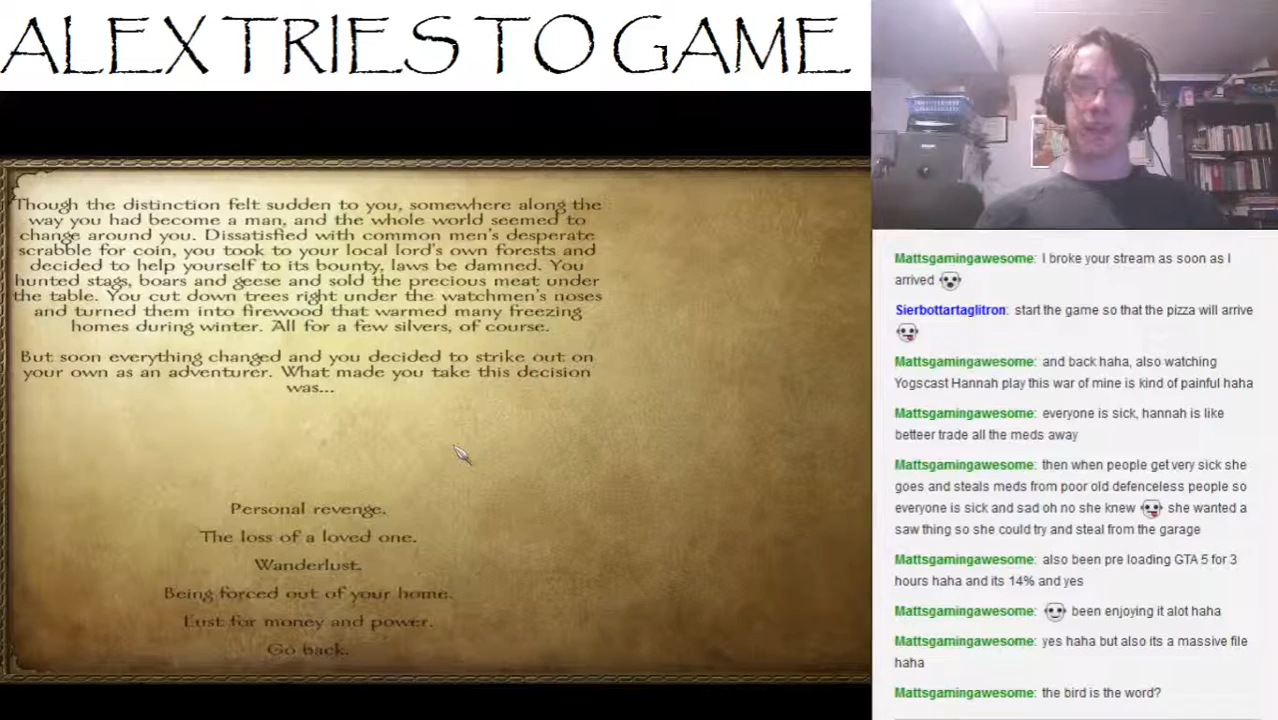 ALEX TRIES TO GAME
Though the distinction felt sudden to you, somewhere along the
way you had become a man, and the whole world seemed to
change around you. Dissatisfied with common men's desperate
scrabble for coin, you took to your local lord's own forests and
decided to help yourself to its bounty, laws be damned. You
hunted stags, boars and geese and sold the precious meat under
the table. You cut down trees right under the watchmen's noses
and turned them into firewood that warmed many freezing
homes during winter. All for a few silvers, of course.
But soon everything changed and you decided to strike out on
your own as an adventurer. What made you take this decision
was...
Personal revenge.
The loss of a loved one.
Wanderlust.
Being forced out of your home.
Lust for money and power.
Go back.
Mattsgamingawesome: I broke your stream as soon as I
arrived
Sierbottartaglitron: start the game so that the pizza will arrive
Mattsgamingawesome: and back haha, also watching
Yogscast Hannah play this war of mine is kind of painful haha
Mattsgamingawesome: everyone is sick, hannah is like
betteer trade all the meds away
Mattsgamingawesome: then when people get very sick she
goes and steals meds from poor old defenceless people so
everyone is sick and sad oh no she knew she wanted a
saw thing so she could try and steal from the garage
Mattsgamingawesome: also been pre loading GTA 5 for 3
hours haha and its 14% and yes
Mattsgamingawesome: been enjoying it alot haha
Mattsgamingawesome: yes haha but also its a massive file
haha
Mattsgamingawesome: the bird is the word?